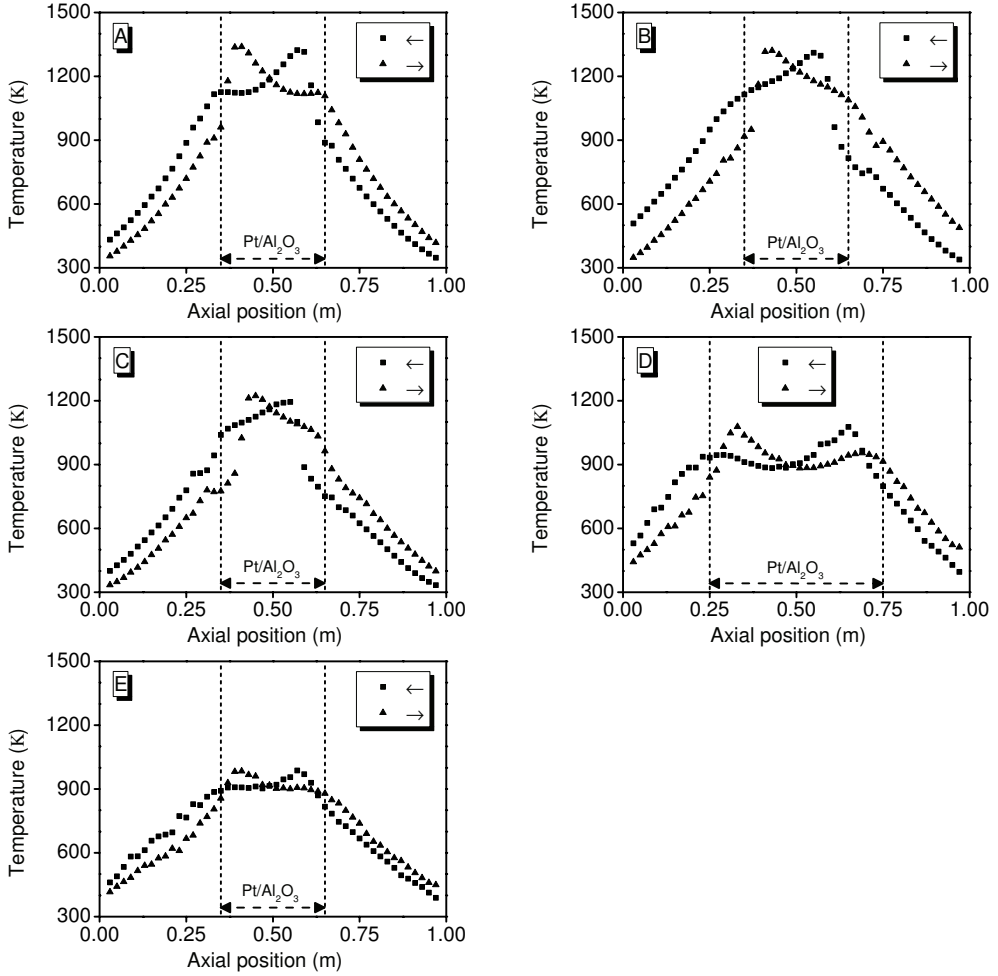 A
←
→
1500
1200
900
600
300
Temperature (K)
Pt/Al₂O₃
0.00 0.25 0.50 0.75 1.00
Axial position (m)
B
←
→
1500
1200
900
600
300
Temperature (K)
Pt/Al₂O₃
0.00 0.25 0.50 0.75 1.00
Axial position (m)
C
←
→
1500
1200
900
600
300
Temperature (K)
Pt/Al₂O₃
0.00 0.25 0.50 0.75 1.00
Axial position (m)
D
←
→
1500
1200
900
600
300
Temperature (K)
Pt/Al₂O₃
0.00 0.25 0.50 0.75 1.00
Axial position (m)
E
←
→
1500
1200
900
600
300
Temperature (K)
Pt/Al₂O₃
0.00 0.25 0.50 0.75 1.00
Axial position (m)